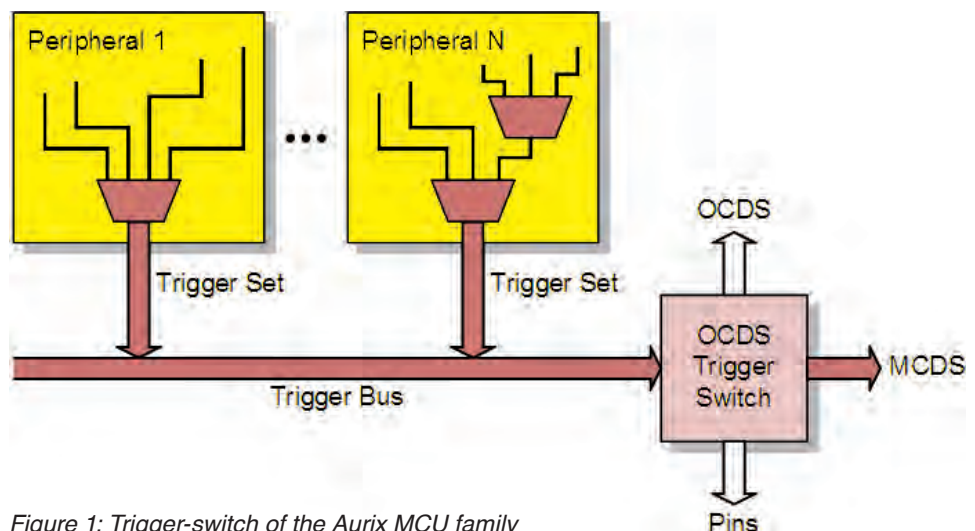 Peripheral 1
Peripheral N
OCDS
Trigger Set
Trigger Set
OCDS
Trigger
Switch
MCDS
Trigger Bus
Pins
Figure 1: Trigger-switch of the Aurix MCU family